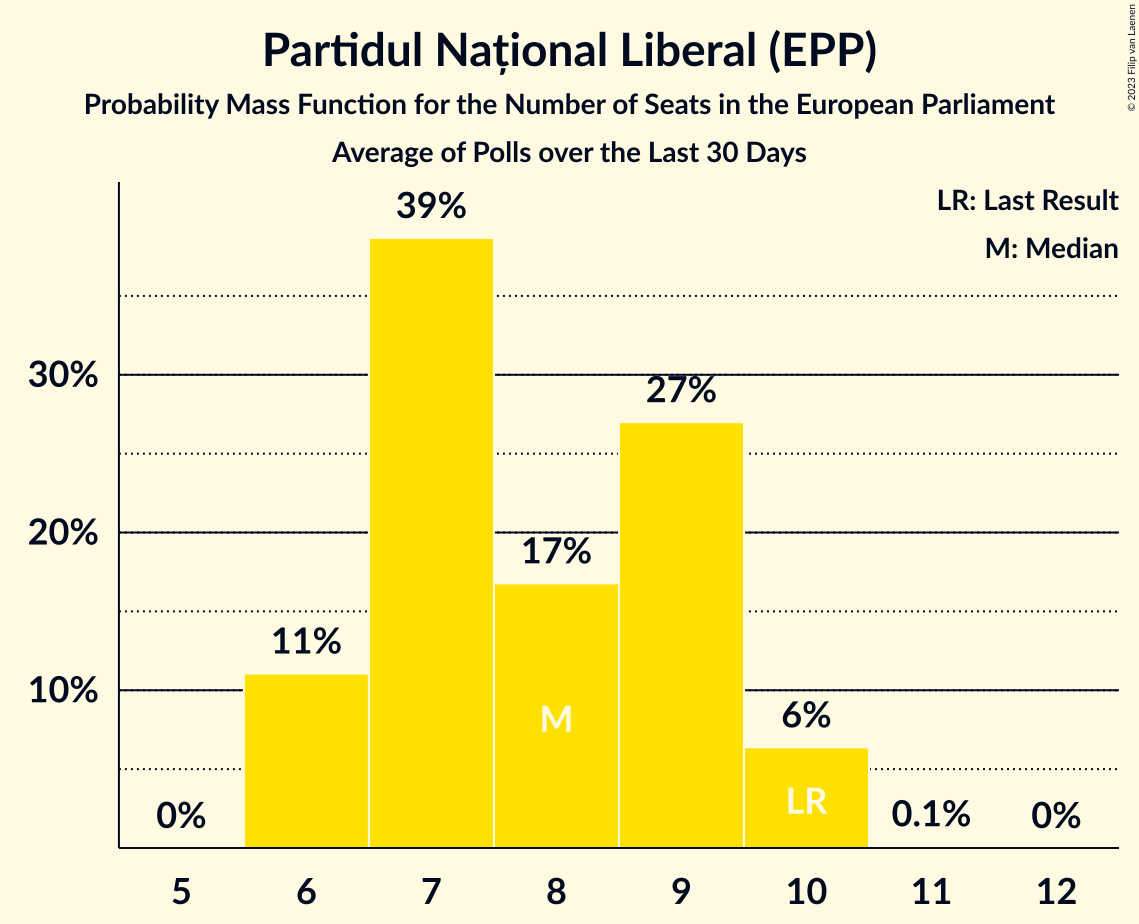 Partidul Național Liberal (EPP)
Probability Mass Function for the Number of Seats in the European Parliament
Average of Polls over the Last 30 Days
© 2023 Filip van Laenen
LR: Last Result
M: Median
39%
30%
27%
20%
17%
11%
10%
M
6%
LR
0%
0.1%
0%
5 6 7 8 9 10 11 12